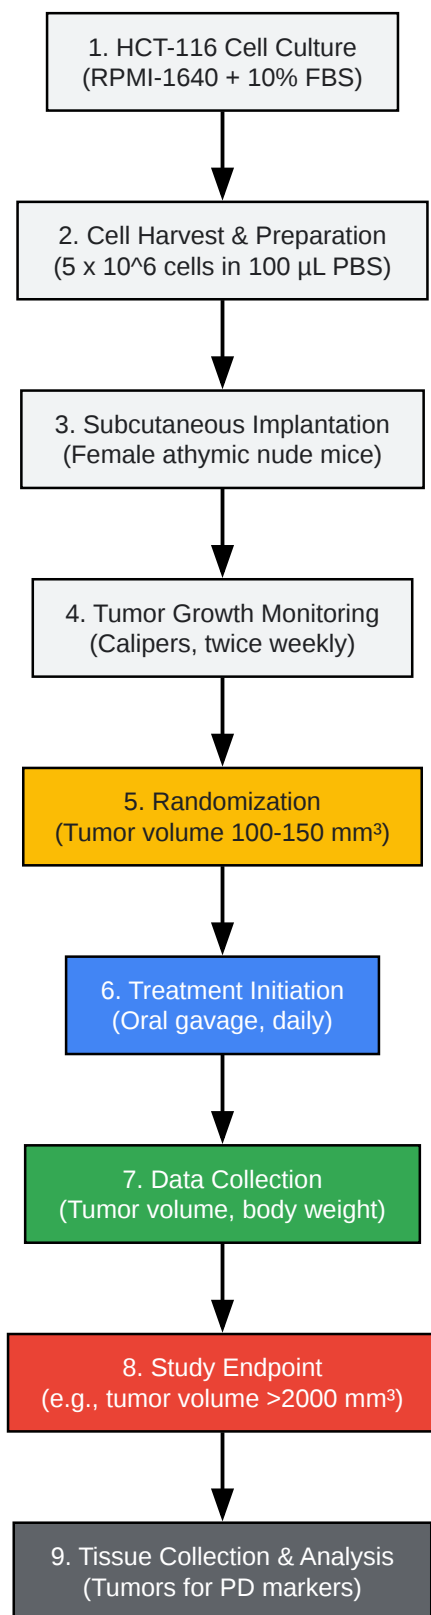 1. HCT-116 Cell Culture
(RPMI-1640 + 10% FBS)
2. Cell Harvest & Preparation
(5 x 10^6 cells in 100 µL PBS)
3. Subcutaneous Implantation
(Female athymic nude mice)
4. Tumor Growth Monitoring
(Calipers, twice weekly)
5. Randomization
(Tumor volume 100-150 mm³)
6. Treatment Initiation
(Oral gavage, daily)
7. Data Collection
(Tumor volume, body weight)
8. Study Endpoint
(e.g., tumor volume >2000 mm³)
9. Tissue Collection & Analysis
(Tumors for PD markers)